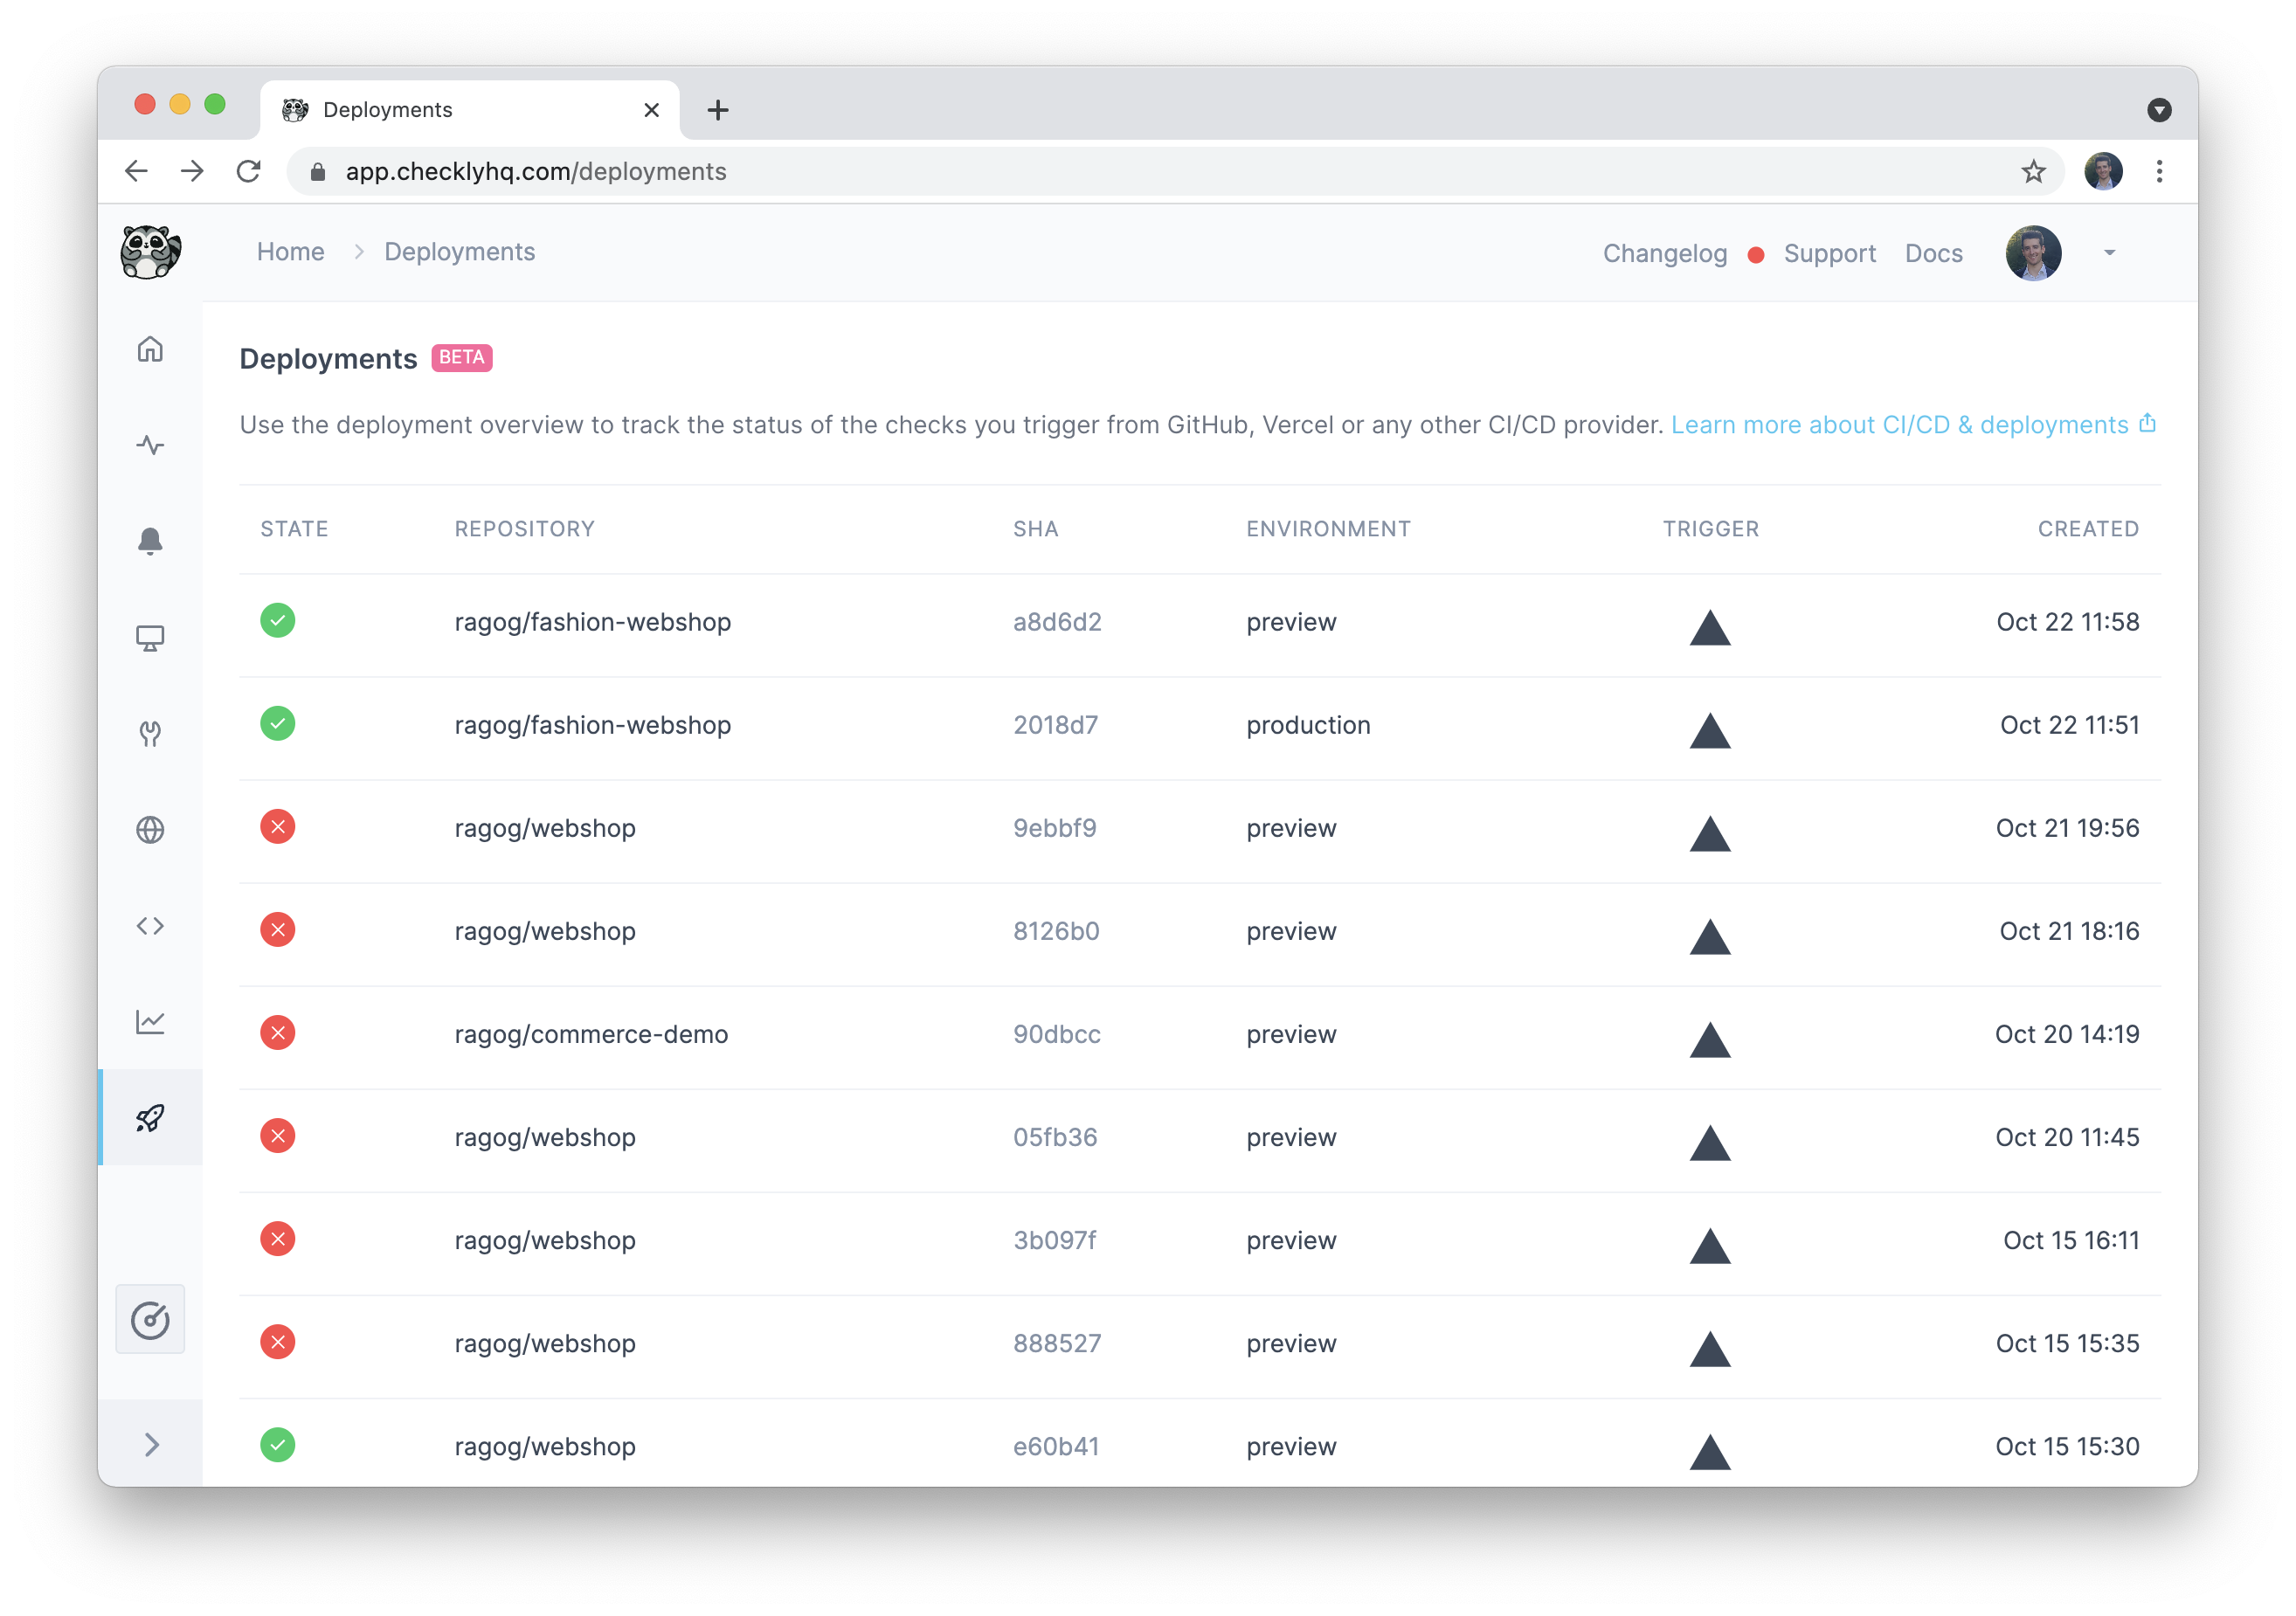 Deployments
app.checklyhq.com/deployments
Home Deployments Changelog Support Docs
Deployments BETA
Use the deployment overview to track the status of the checks you trigger from GitHub, Vercel or any other CI/CD provider. Learn more about CI/CD & deployments
STATE REPOSITORY SHA ENVIRONMENT TRIGGER CREATED
ragog/fashion-webshop a8d6d2 preview Oct 22 11:58
ragog/fashion-webshop 2018d7 production Oct 22 11:51
ragog/webshop 9ebbf9 preview Oct 21 19:56
ragog/webshop 8126b0 preview Oct 21 18:16
ragog/commerce-demo 90dbcc preview Oct 20 14:19
ragog/webshop 05fb36 preview Oct 20 11:45
ragog/webshop 3b097f preview Oct 15 16:11
ragog/webshop 888527 preview Oct 15 15:35
ragog/webshop e60b41 preview Oct 15 15:30